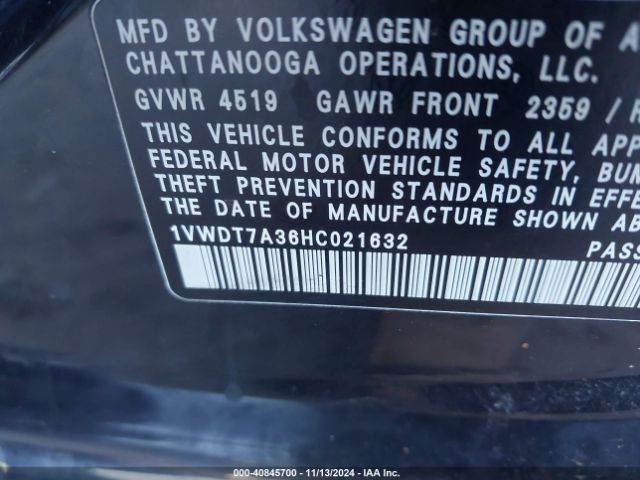 MFD BY VOLKSWAGEN GROUP OF A
CHATTANOOGA OPERATIONS, LLC.
GVWR 4519 GAWR FRONT 2359 /
THIS VEHICLE CONFORMS TO ALL APP
FEDERAL MOTOR VEHICLE SAFETY, BUM
THEFT PREVENTION STANDARDS IN EFFE
THE DATE OF MANUFACTURE SHOWN AB
1VWDT7A36HC021632 PASS
000-40845700 - 11/13/2024 - IAA Inc.